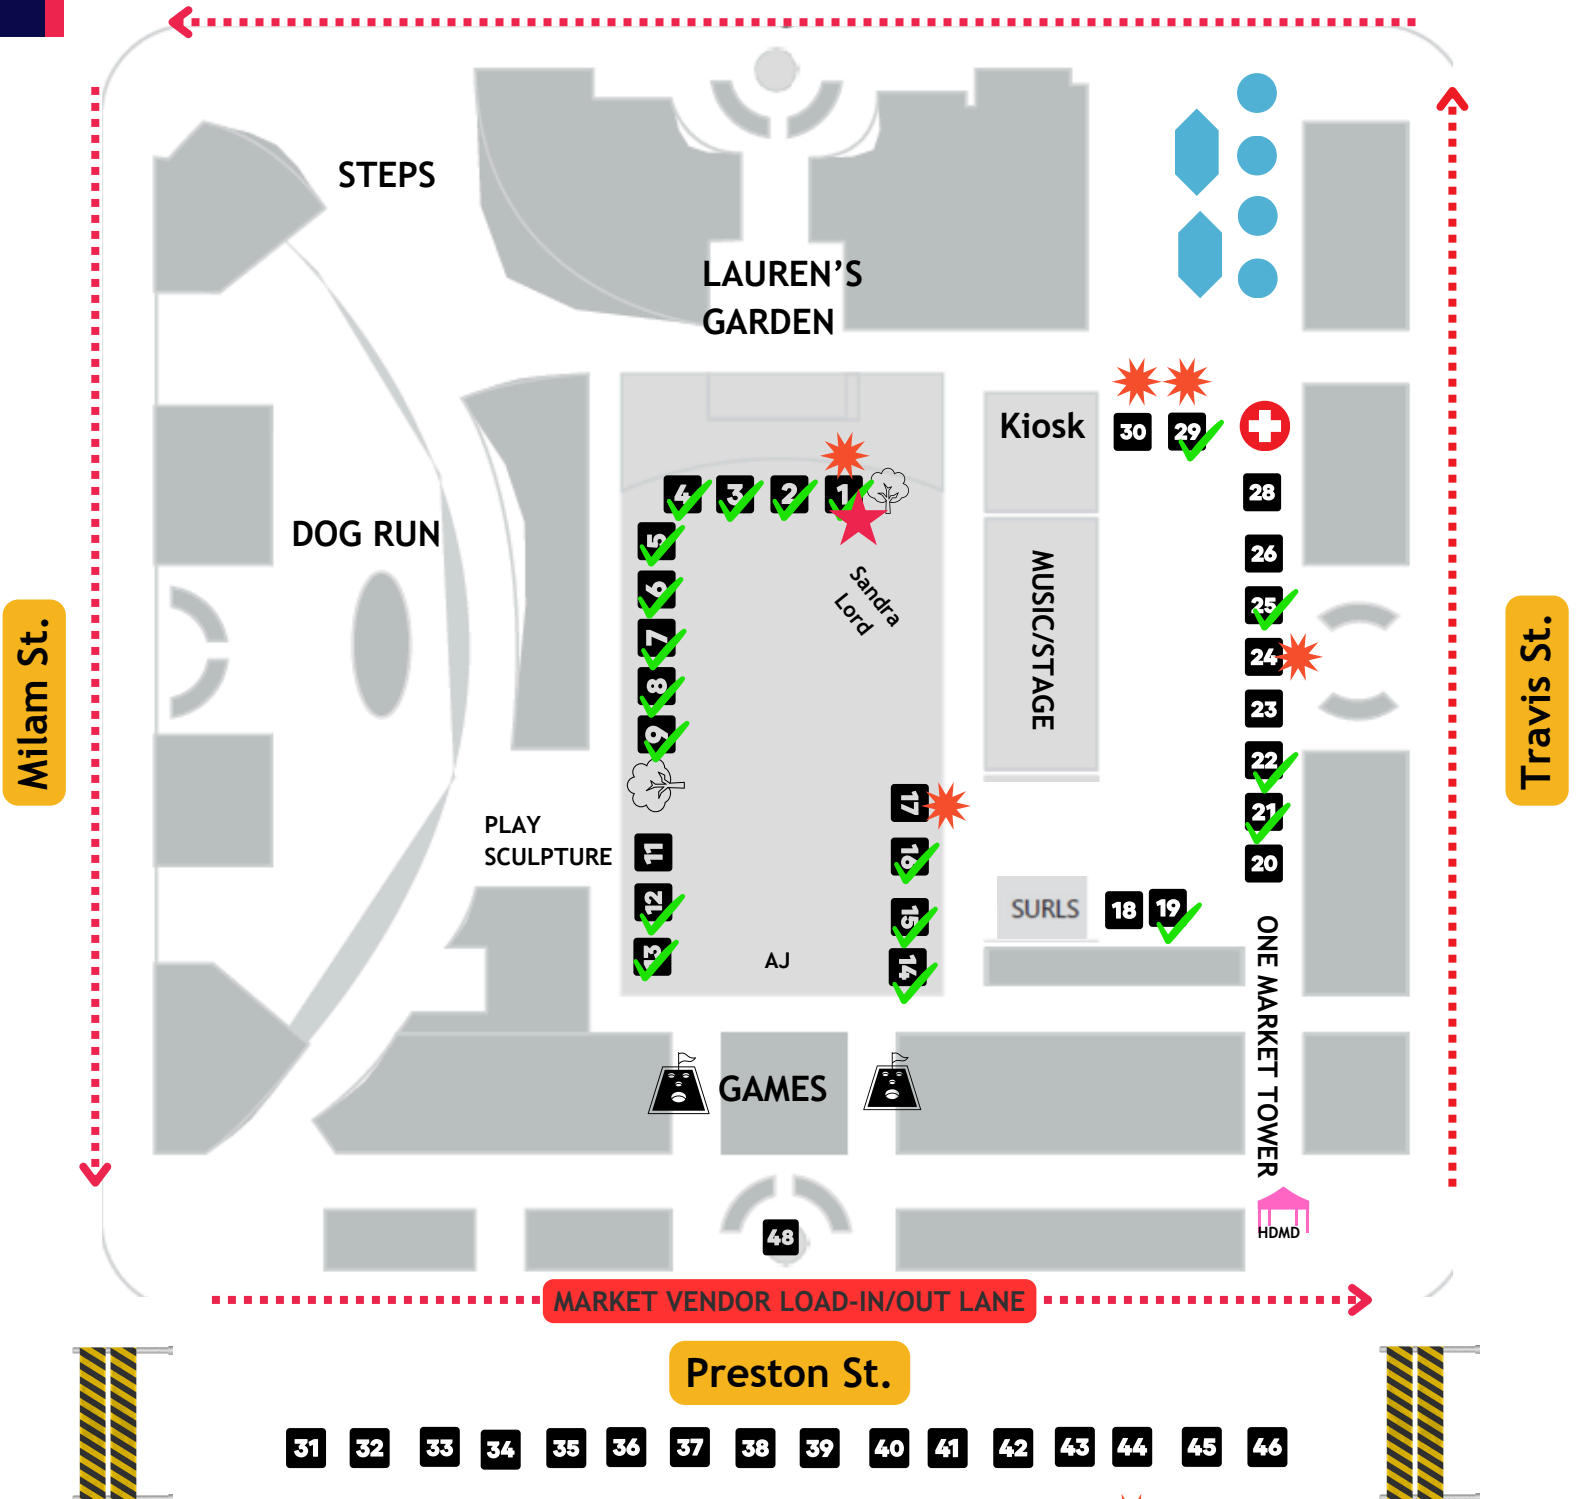 STEPS
LAUREN’S
GARDEN
Kiosk
30
29
28
4
3
2
1
DOG RUN
5
6
7
8
9
Sandra
Lord
MUSIC/STAGE
26
25
24
23
22
21
20
Milam St.
Travis St.
PLAY
SCULPTURE
11
12
13
17
16
15
14
SURLS
18
19
AJ
ONE MARKET TOWER
GAMES
HDMD
48
MARKET VENDOR LOAD-IN/OUT LANE
Preston St.
31 32 33 34 35 36 37 38 39 40 41 42 43 44 45 46